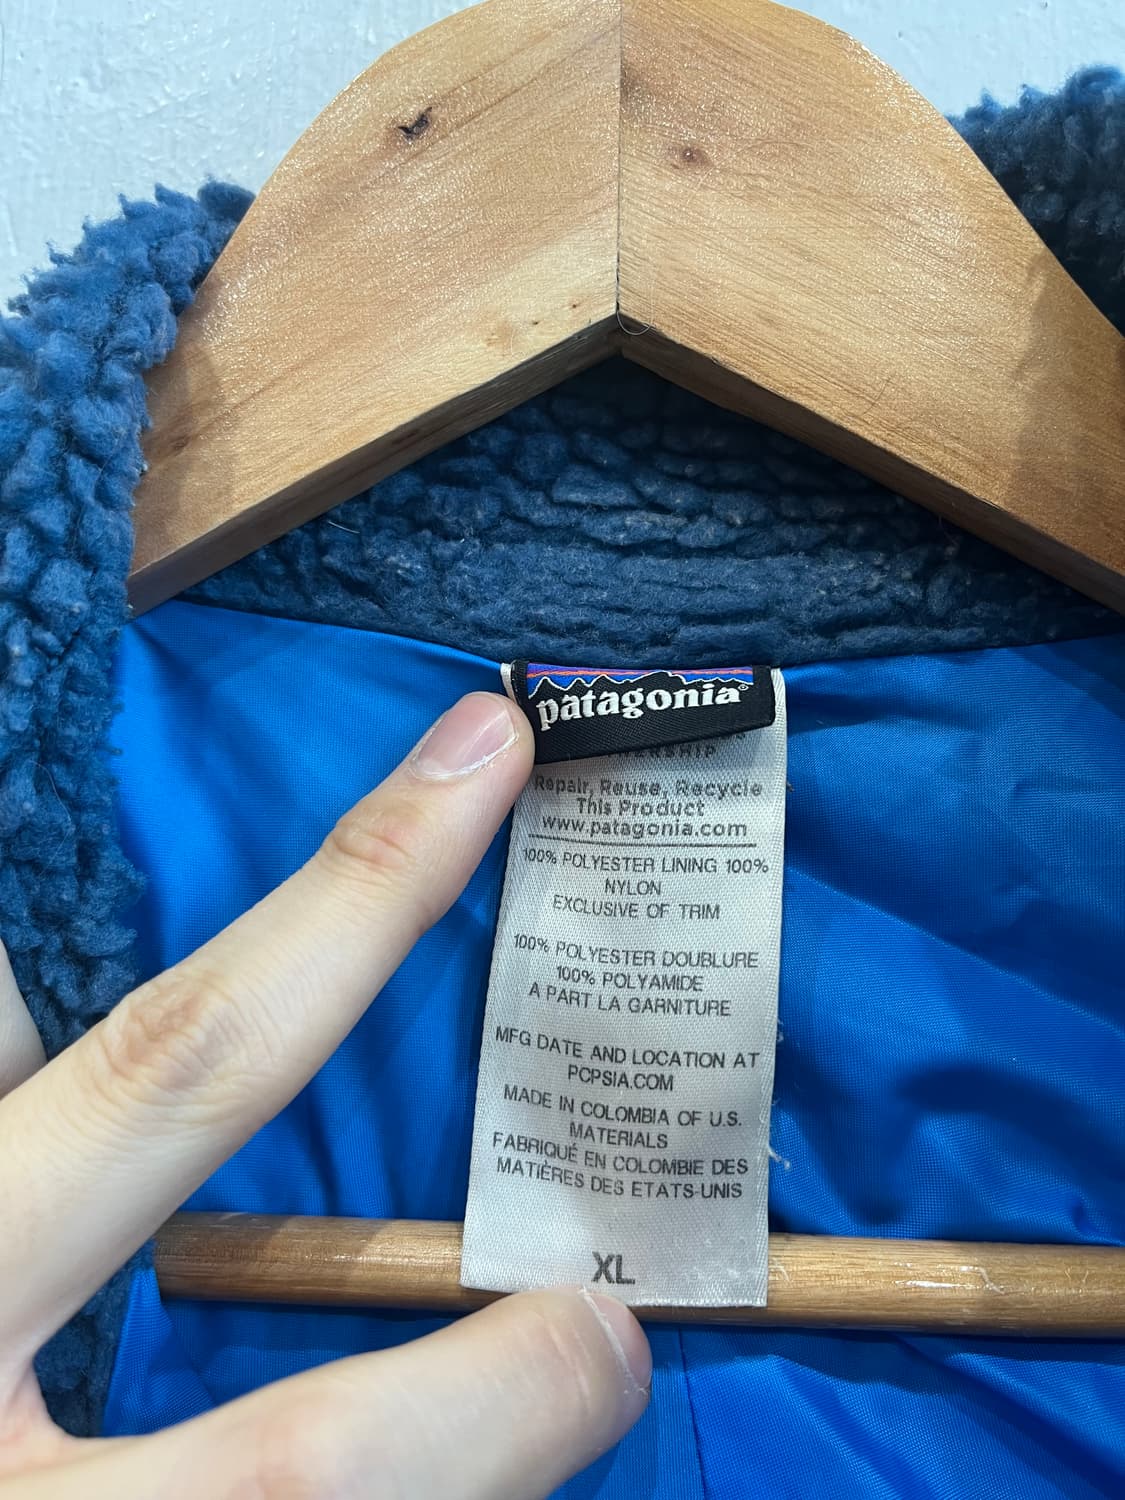 patagonia®
Repair, Reuse, Recycle
This Product
www.patagonia.com
100% POLYESTER LINING 100%
NYLON
EXCLUSIVE OF TRIM
100% POLYESTER DOUBLURE
100% POLYAMIDE
A PART LA GARNITURE
MFG DATE AND LOCATION AT
PCPSIA.COM
MADE IN COLOMBIA OF U.S.
MATERIALS
FABRIQUÉ EN COLOMBIE DES
MATIÈRES DES ETATS-UNIS
XL